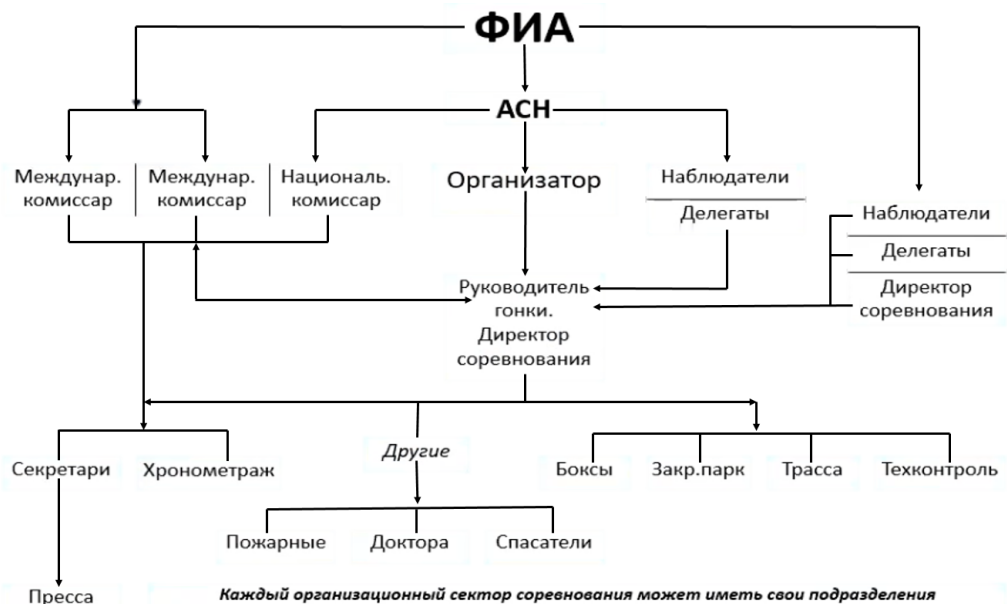 ФИА
АСН
Междунар.
комиссар
Междунар.
комиссар
Националь.
комиссар
Организатор
Наблюдатели
Делегаты
Наблюдатели
Делегаты
Директор
соревнования
Руководитель
гонки.
Директор
соревнования
Секретари
Хронометраж
Другие
Боксы
Закр.парк
Трасса
Техконтроль
Пожарные
Доктора
Спасатели
Пресса
Каждый организационный сектор соревнования может иметь свои подразделения